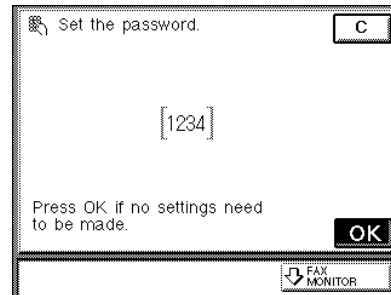 Set the password.
C
[1234]
Press OK if no settings need
to be made.
OK
FAX
MONITOR